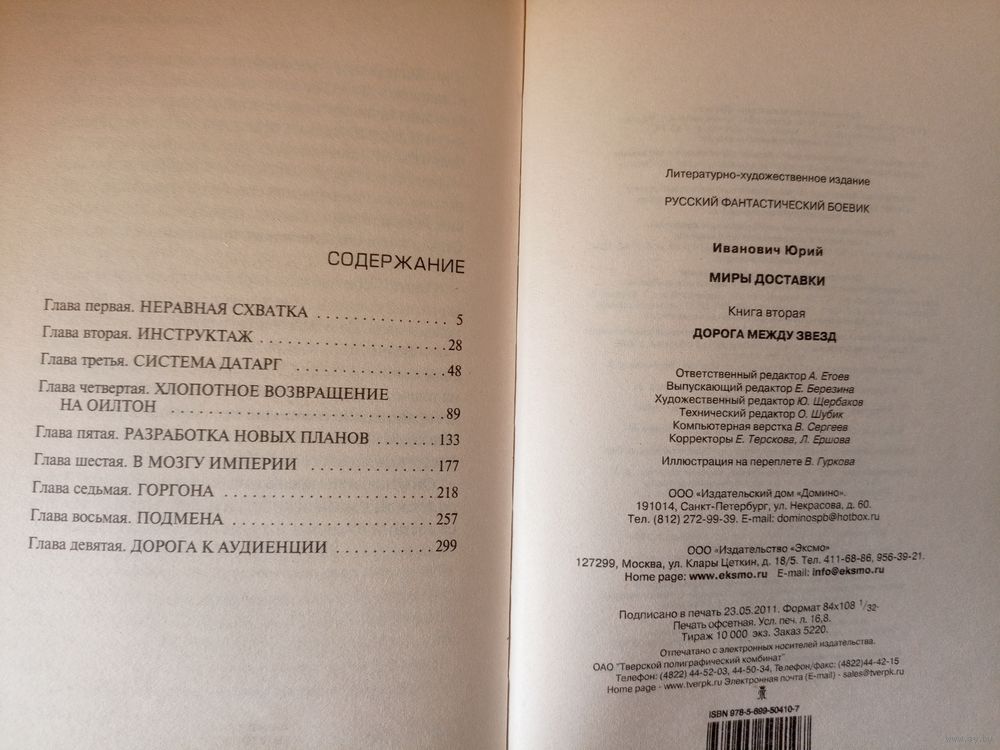 СОДЕРЖАНИЕ
Глава первая. НЕРАВНАЯ СХВАТКА . . . . . . . . . . . . . . . 5
Глава вторая. ИНСТРУКТАЖ . . . . . . . . . . . . . . . . . . . . 28
Глава третья. СИСТЕМА ДАТАРГ . . . . . . . . . . . . . . . . . 48
Глава четвертая. ХЛОПОТНОЕ ВОЗВРАЩЕНИЕ
НА ОИЛТОН . . . . . . . . . . . . . . . . . . . . . . . . . . . . 89
Глава пятая. РАЗРАБОТКА НОВЫХ ПЛАНОВ . . . . . . . 133
Глава шестая. В МОЗГУ ИМПЕРИИ . . . . . . . . . . . . . . 177
Глава седьмая. ГОРГОНА . . . . . . . . . . . . . . . . . . . . . . 218
Глава восьмая. ПОДМЕНА . . . . . . . . . . . . . . . . . . . . . 257
Глава девятая. ДОРОГА К АУДИЕНЦИИ . . . . . . . . . . 299
Литературно-художественное издание
РУССКИЙ ФАНТАСТИЧЕСКИЙ БОЕВИК
Иванович Юрий
МИРЫ ДОСТАВКИ
Книга вторая
ДОРОГА МЕЖДУ ЗВЕЗД
Ответственный редактор А. Етоев
Выпускающий редактор Е. Березина
Художественный редактор Ю. Щербаков
Технический редактор О. Шубик
Компьютерная верстка В. Сергеев
Корректоры Е. Терскова, Л. Ершова
Иллюстрация на переплете В. Гуркова
ООО «Издательский дом «Домино».
191014, Санкт-Петербург, ул. Некрасова, д. 60.
Тел. (812) 272-99-39. E-mail: dominospb@hotbox.ru
ООО «Издательство «Эксмо»
127299, Москва, ул. Клары Цеткин, д. 18/5. Тел. 411-68-86, 956-39-21.
Home page: www.eksmo.ru E-mail: info@eksmo.ru
Подписано в печать 23.05.2011. Формат 84х108 1/32.
Печать офсетная. Усл. печ. л. 16,8.
Тираж 10 000 экз. Заказ 5220.
Отпечатано с электронных носителей издательства.
ОАО "Тверской полиграфический комбинат"
Телефон: (4822) 44-52-03, 44-50-34, Телефон/факс: (4822)44-42-15
Home page - www.tverpk.ru Электронная почта (E-mail) - sales@tverpk.ru
ISBN 978-5-699-50410-7